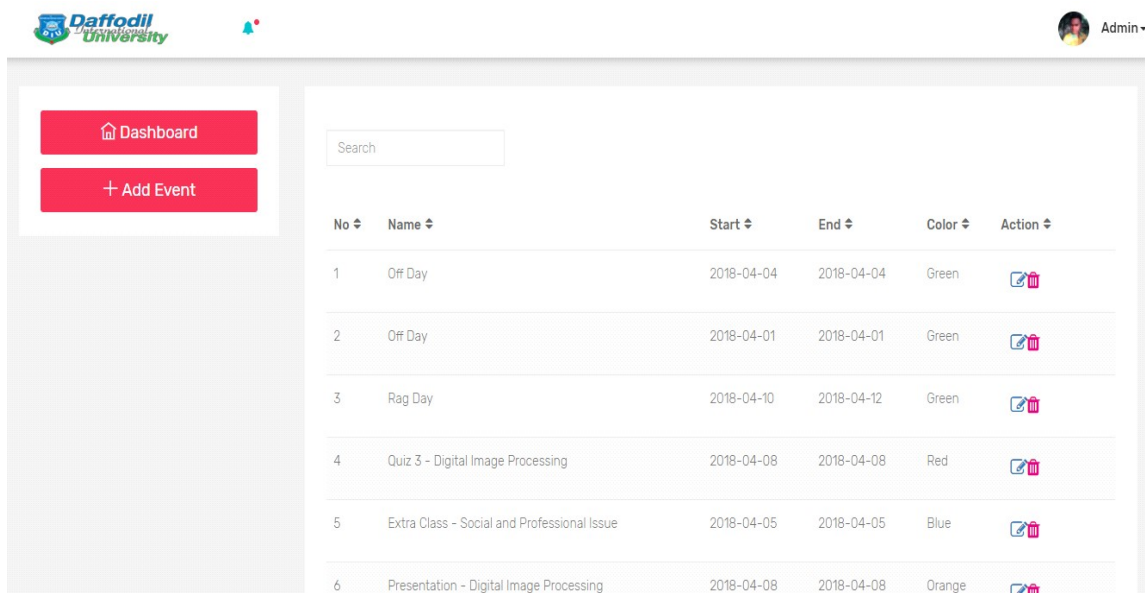 Daffodil
International
University
Admin
Dashboard
+ Add Event
Search
No Name Start End Color Action
1 Off Day 2018-04-04 2018-04-04 Green
2 Off Day 2018-04-01 2018-04-01 Green
3 Rag Day 2018-04-10 2018-04-12 Green
4 Quiz 3 - Digital Image Processing 2018-04-08 2018-04-08 Red
5 Extra Class - Social and Professional Issue 2018-04-05 2018-04-05 Blue
6 Presentation - Digital Image Processing 2018-04-08 2018-04-08 Orange